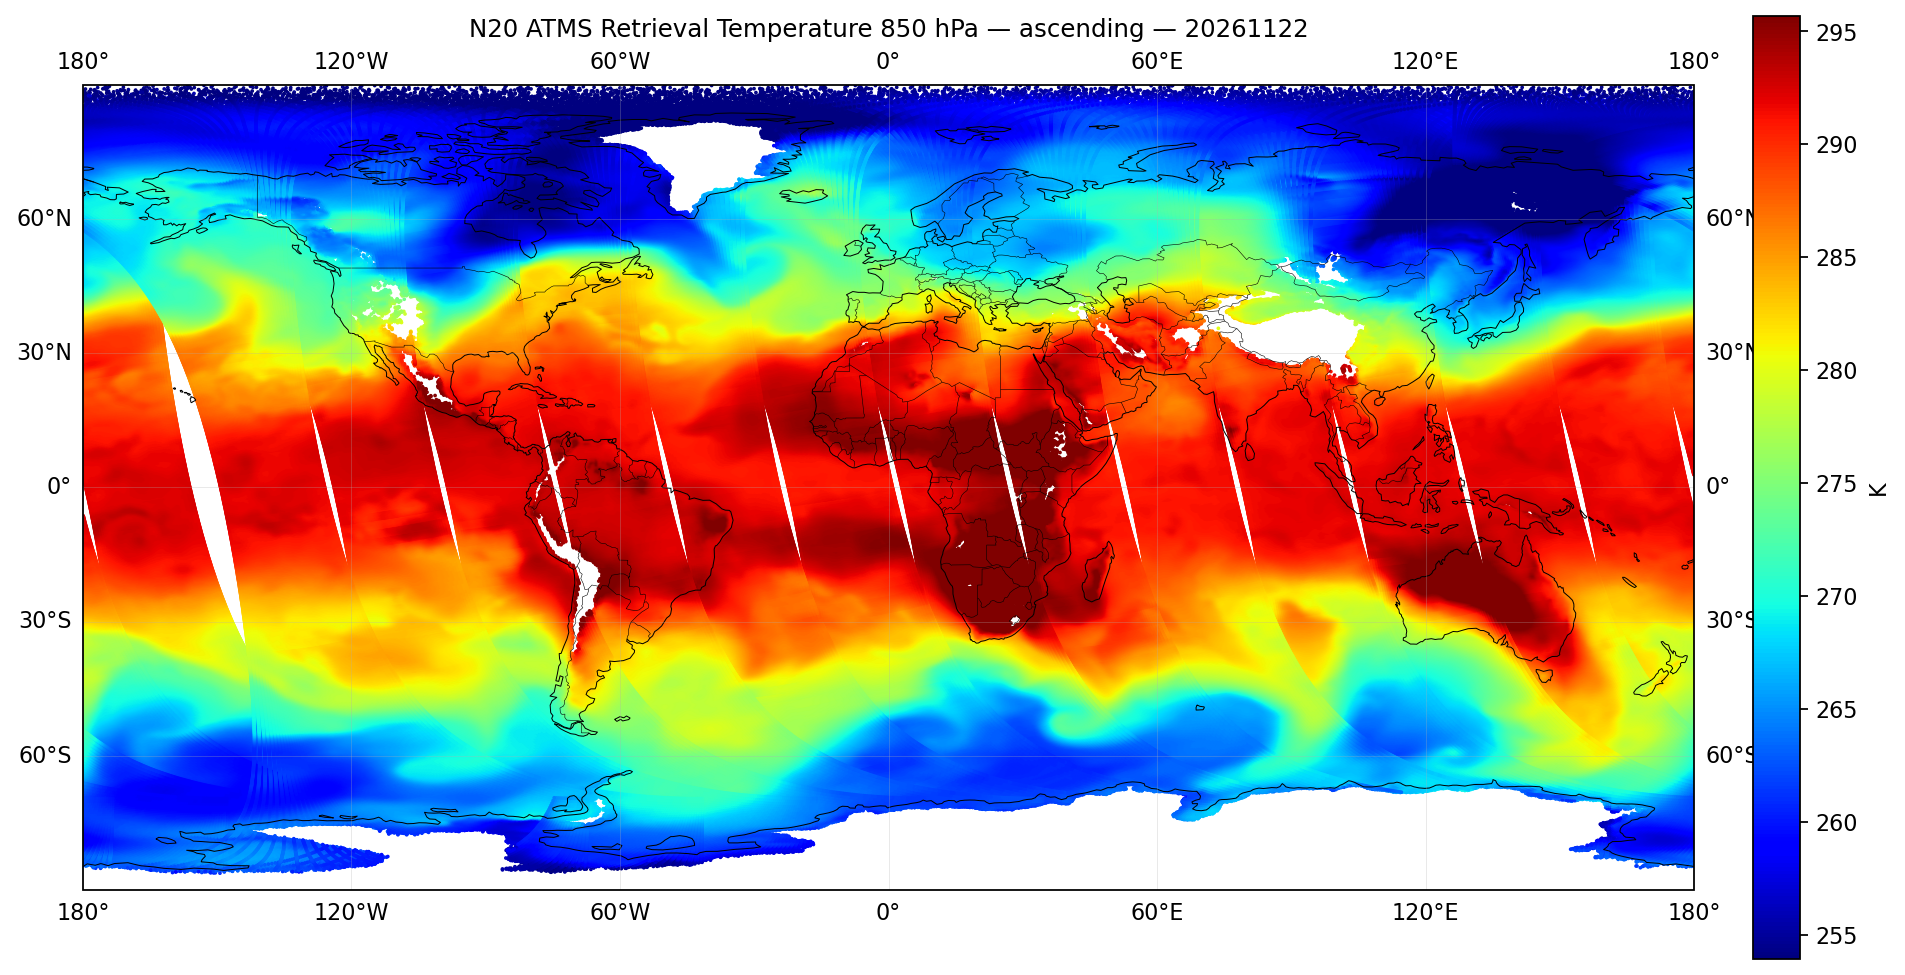 N20 ATMS Retrieval Temperature 850 hPa — ascending — 20261122
180° 120°W 60°W 0° 60°E 120°E 180°
60°N 60°N
30°N 30°N
0° 0°
30°S 30°S
60°S 60°S
180° 120°W 60°W 0° 60°E 120°E 180°
295
290
285
280
275
270
265
260
255
K